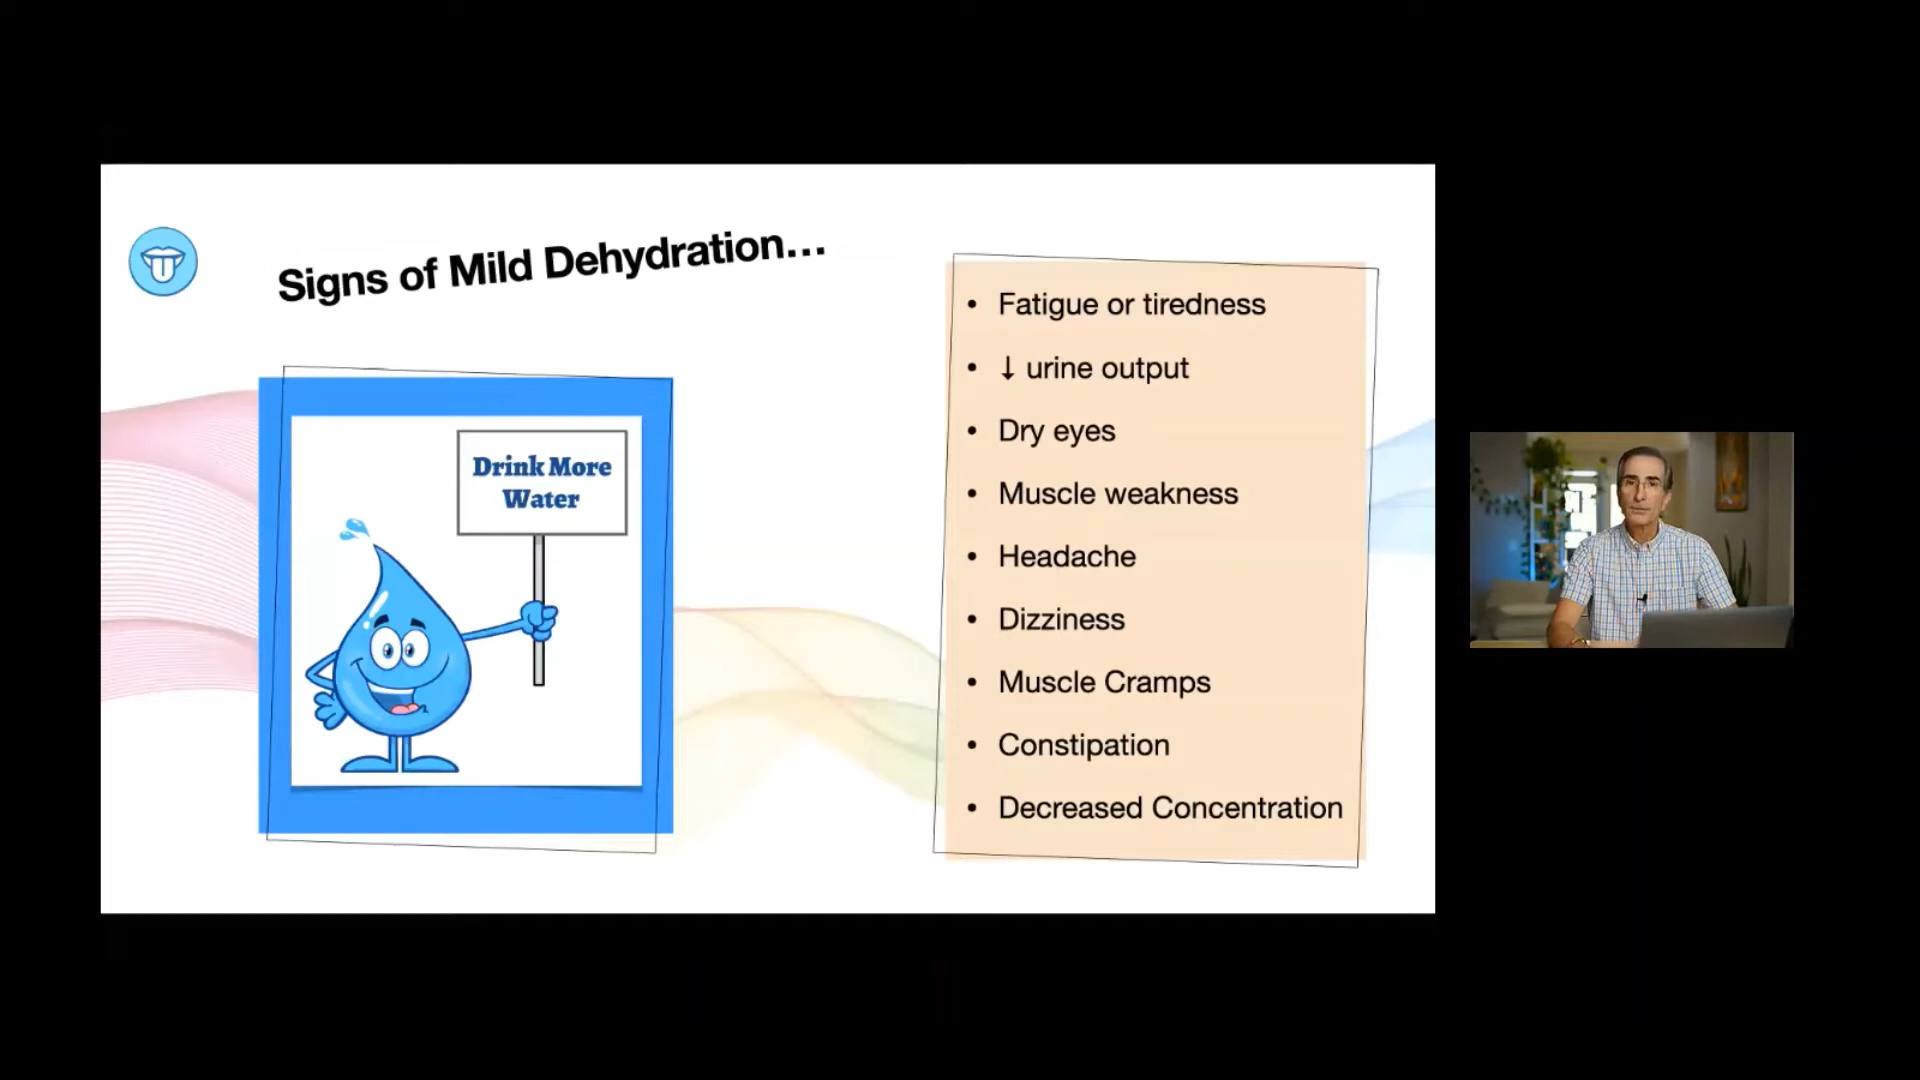 Signs of Mild Dehydration...
Drink More
Water
• Fatigue or tiredness
• ↓ urine output
• Dry eyes
• Muscle weakness
• Headache
• Dizziness
• Muscle Cramps
• Constipation
• Decreased Concentration